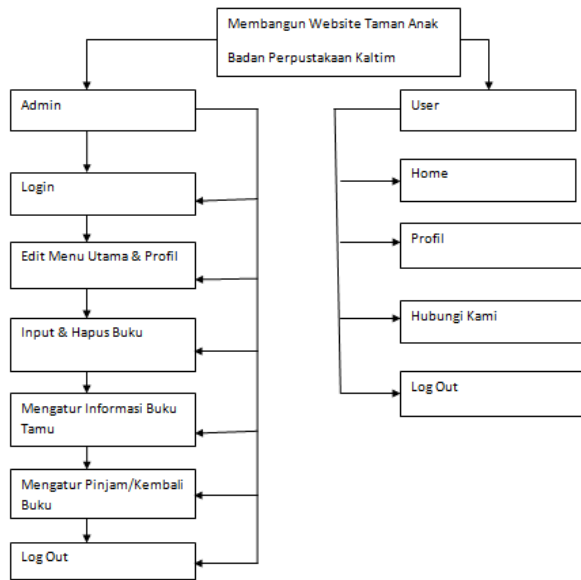 Membangun Website Taman Anak
Badan Perpustakaan Kaltim
Admin
Login
Edit Menu Utama & Profil
Input & Hapus Buku
Mengatur Informasi Buku
Tamu
Mengatur Pinjam/Kembali
Buku
Log Out
User
Home
Profil
Hubungi Kami
Log Out